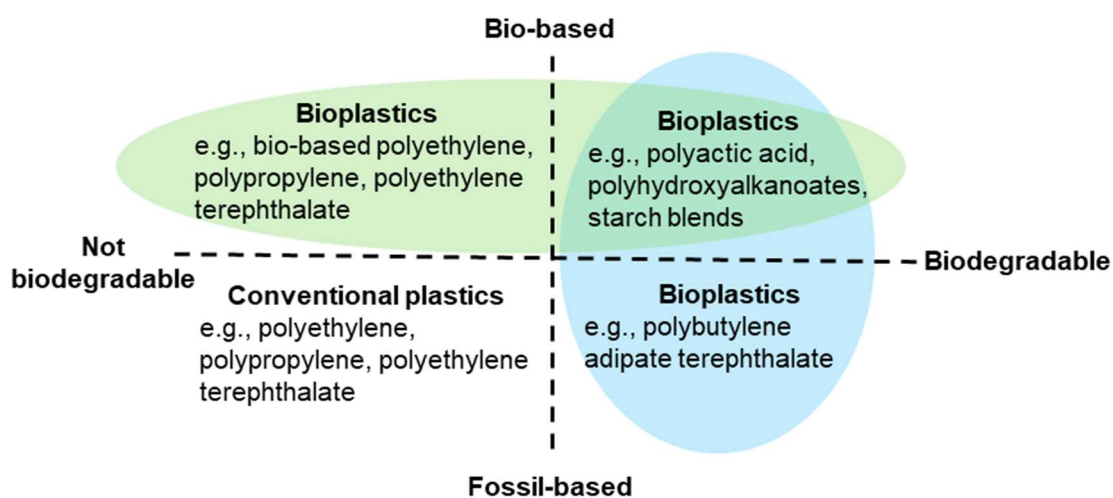 Bio-based
Bioplastics
e.g., bio-based polyethylene,
polypropylene, polyethylene
terephthalate
Bioplastics
e.g., polyactic acid,
polyhydroxyalkanoates,
starch blends
Not
biodegradable
Biodegradable
Conventional plastics
e.g., polyethylene,
polypropylene, polyethylene
terephthalate
Bioplastics
e.g., polybutylene
adipate terephthalate
Fossil-based